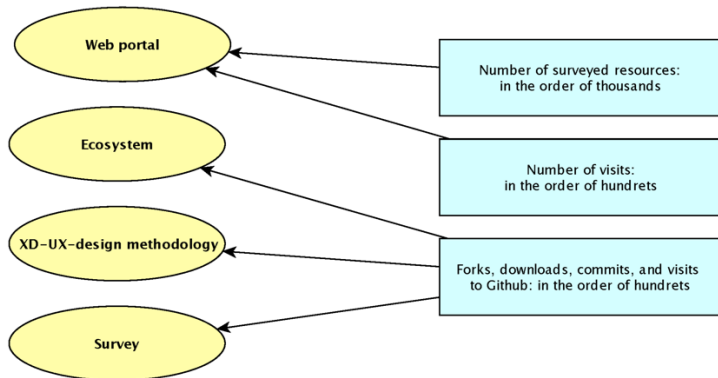 Web portal
Number of surveyed resources:
in the order of thousands
Ecosystem
Number of visits:
in the order of hundrets
XD-UX-design methodology
Forks, downloads, commits, and visits
to Github: in the order of hundrets
Survey